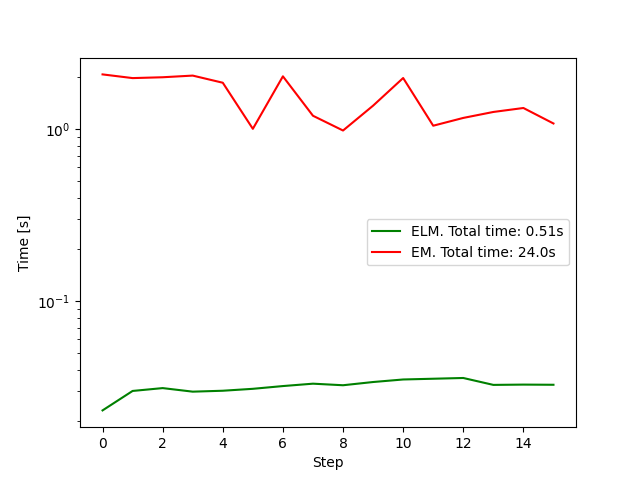 10⁰
10⁻¹
Time [s]
ELM. Total time: 0.51s
EM. Total time: 24.0s
0 2 4 6 8 10 12 14
Step